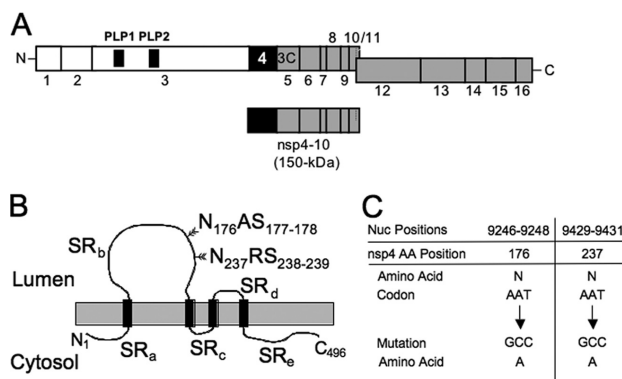 A
PLP1 PLP2
8 10/11
N 4 3C
1 2 3 5 6 7 9
12 13 14 15 16
C
nsp4-10
(150-kDa)
B
N176AS177-178
N237RS238-239
SRb
SRd
Lumen
N1
SRa SRc SRe C496
Cytosol
C
Nuc Positions 9246-9248 9429-9431
nsp4 AA Position 176 237
Amino Acid N N
Codon AAT AAT
Mutation GCC GCC
Amino Acid A A